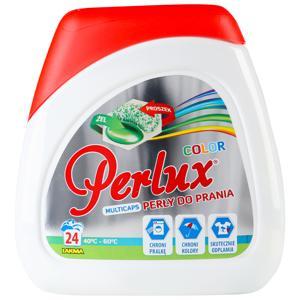 PROSZEK
ŻEL
COLOR
Perlux®
MULTICAPS PERŁY DO PRANIA
24
40°C - 60°C
LAKMA
CHRONI PRALKĘ
CHRONI KOLORY
SKUTECZNIE ODPLAMIA